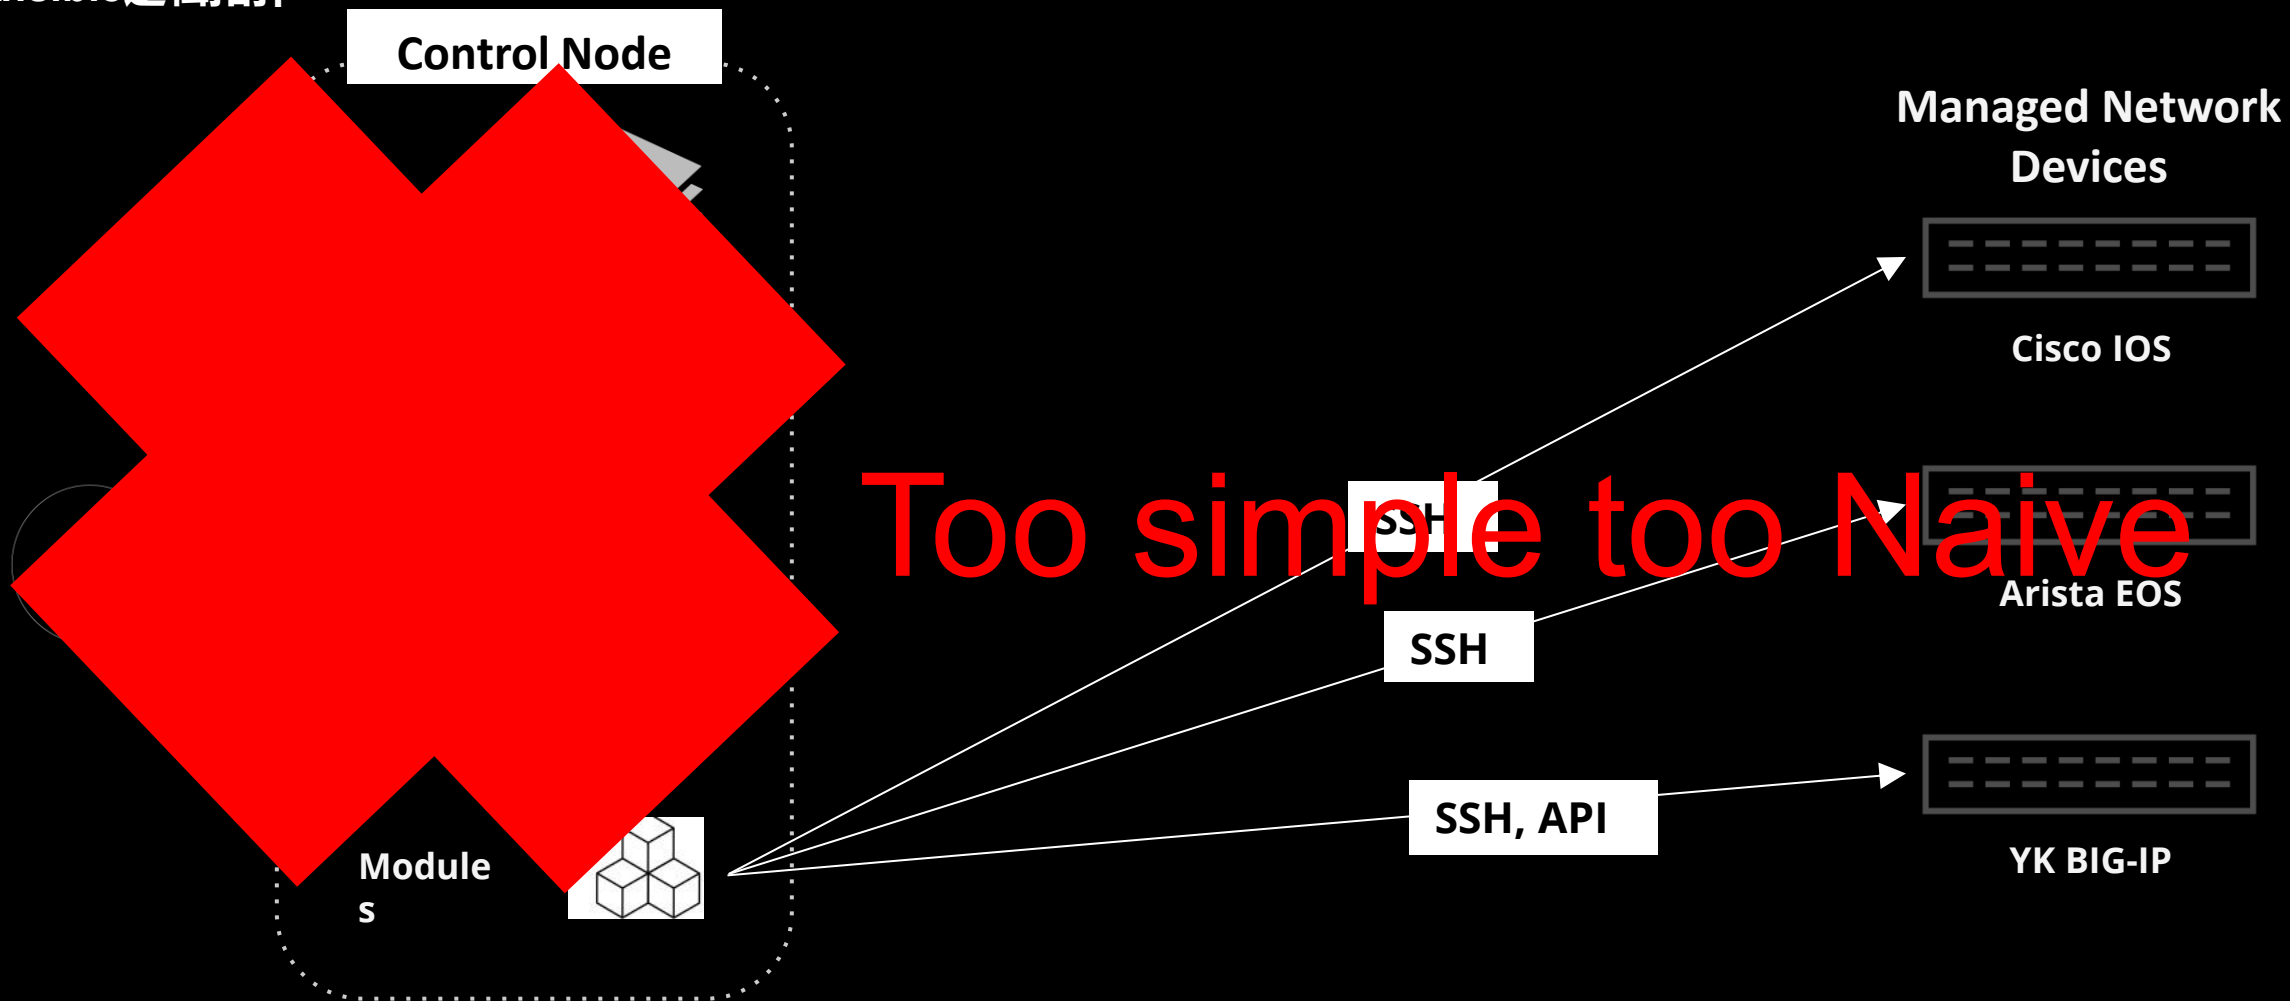 Control Node
Managed Network
Devices
Cisco IOS
Too simple too Naive
SSH
Arista EOS
SSH
SSH, API
YK BIG-IP
Module
s